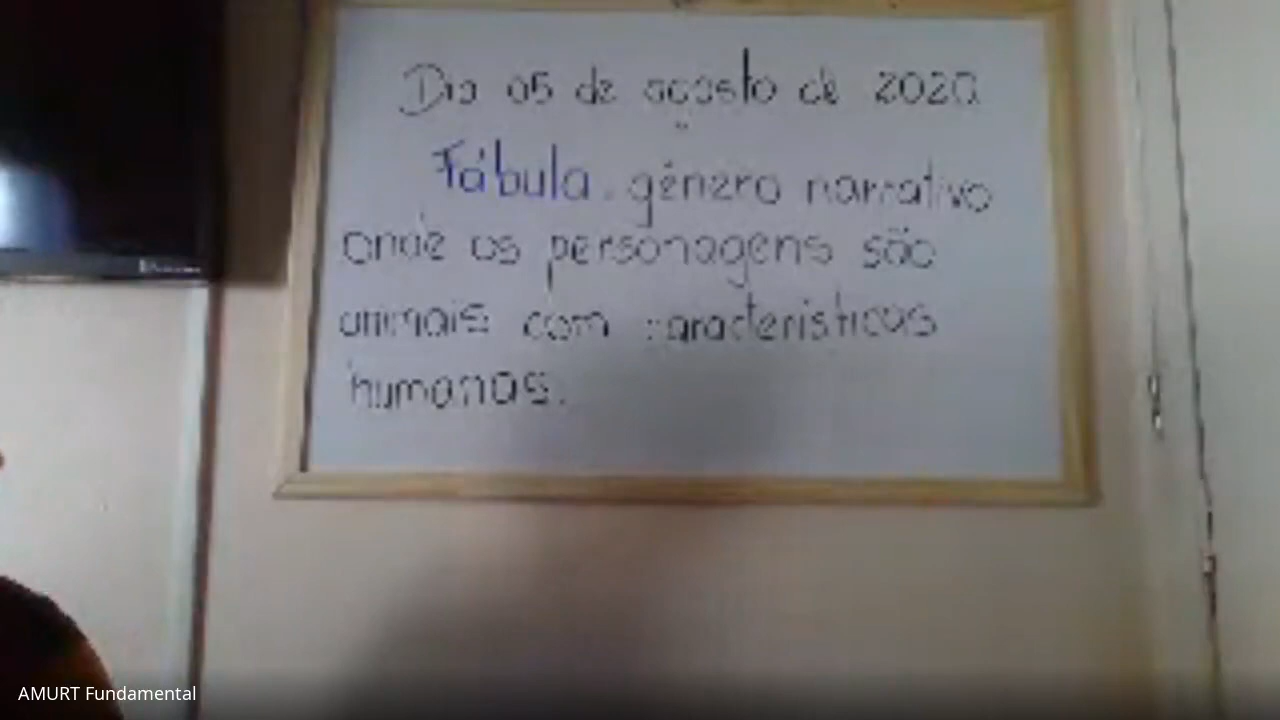 Dia 05 de agosto de 2020
Fábula. gênero narrativo
onde os personagens são
animais com características
humanas.
AMURT Fundamental